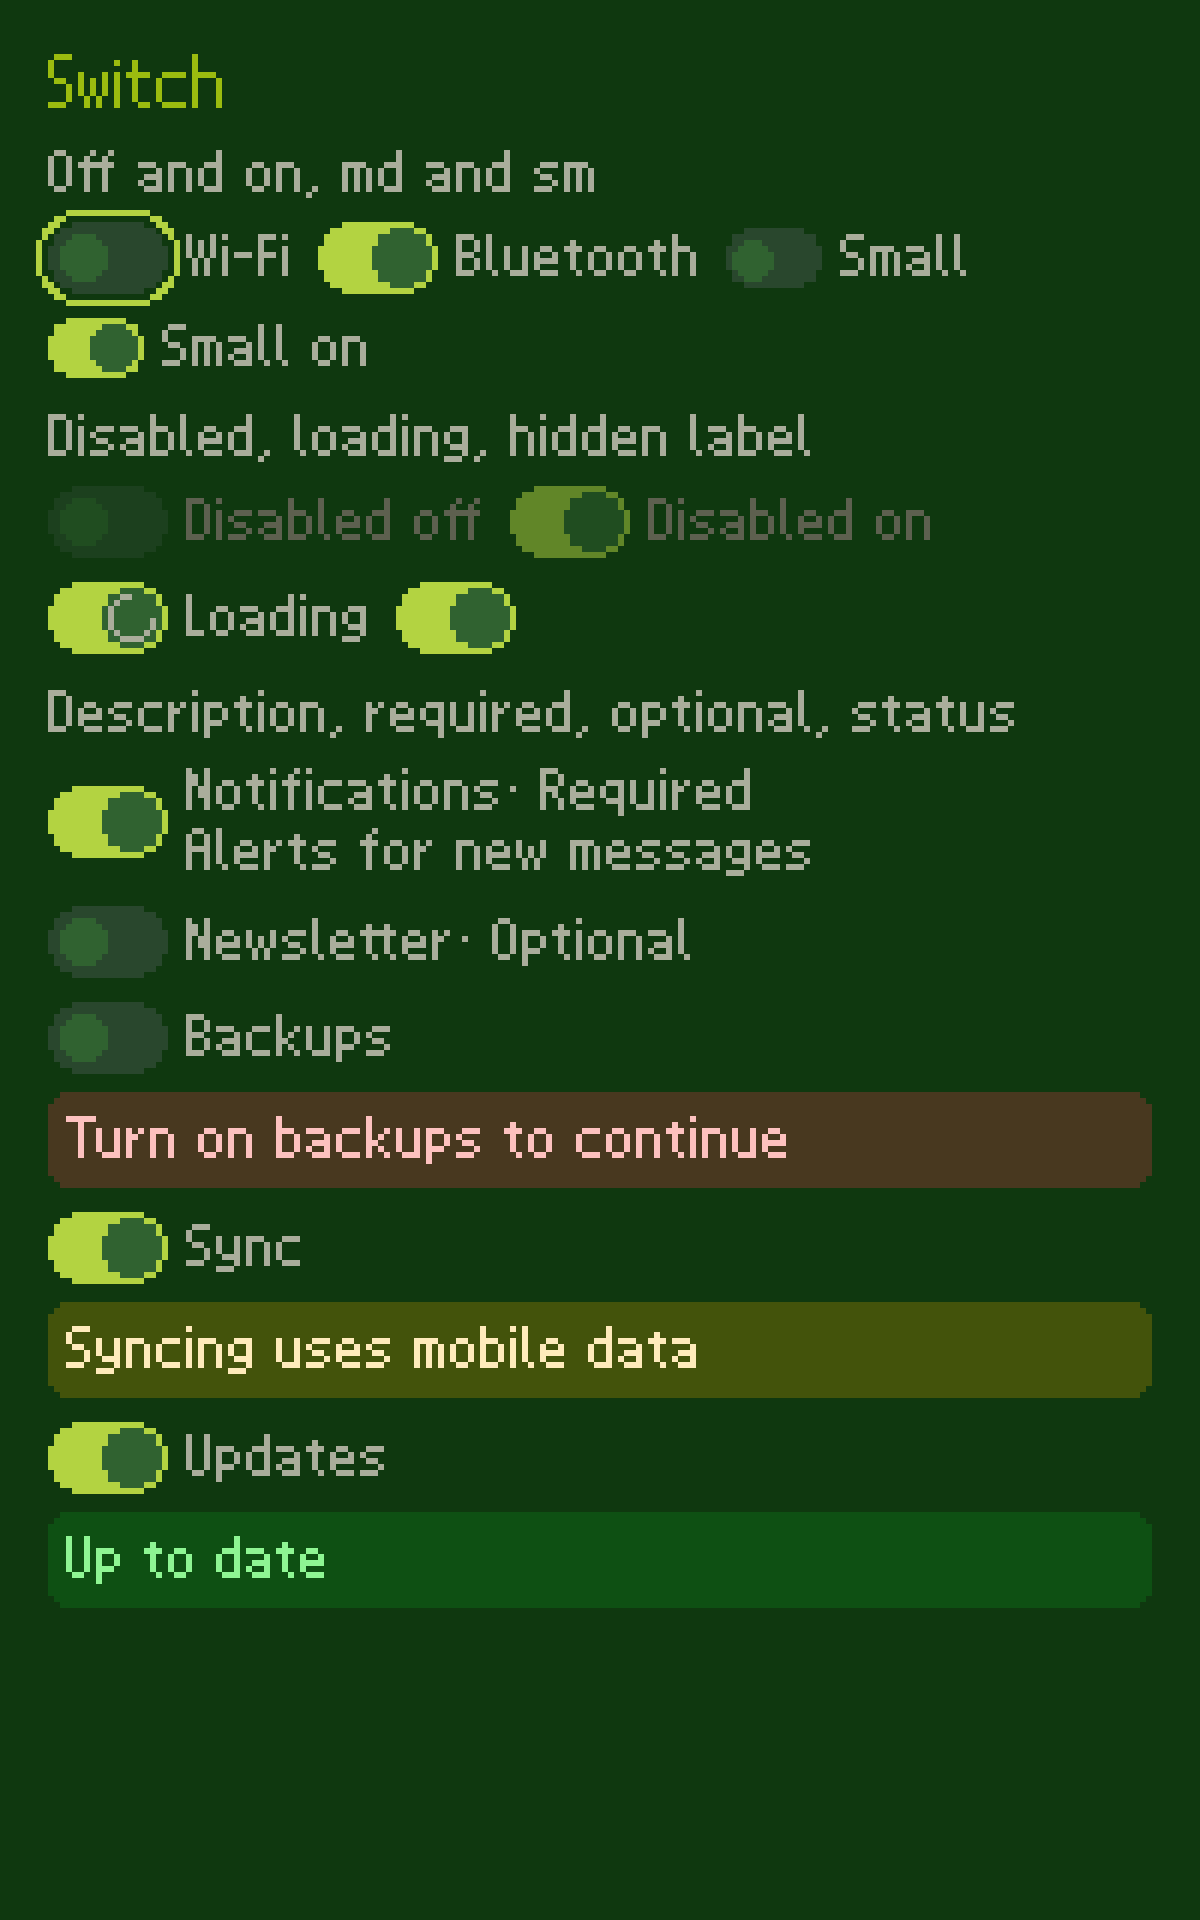 Switch
Off and on, md and sm
Wi-Fi Bluetooth Small
Small on
Disabled, loading, hidden label
Disabled off Disabled on
Loading
Description, required, optional, status
Notifications· Required
Alerts for new messages
Newsletter· Optional
Backups
Turn on backups to continue
Sync
Syncing uses mobile data
Updates
Up to date